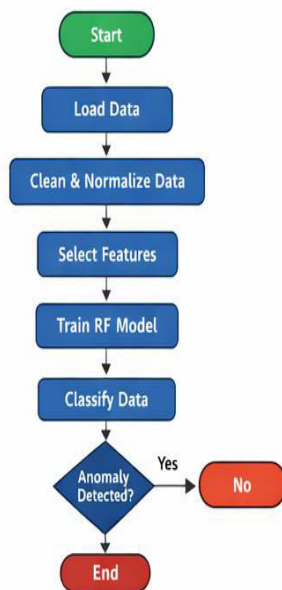 Start
Load Data
Clean & Normalize Data
Select Features
Train RF Model
Classify Data
Anomaly
Detected?
Yes
No
End